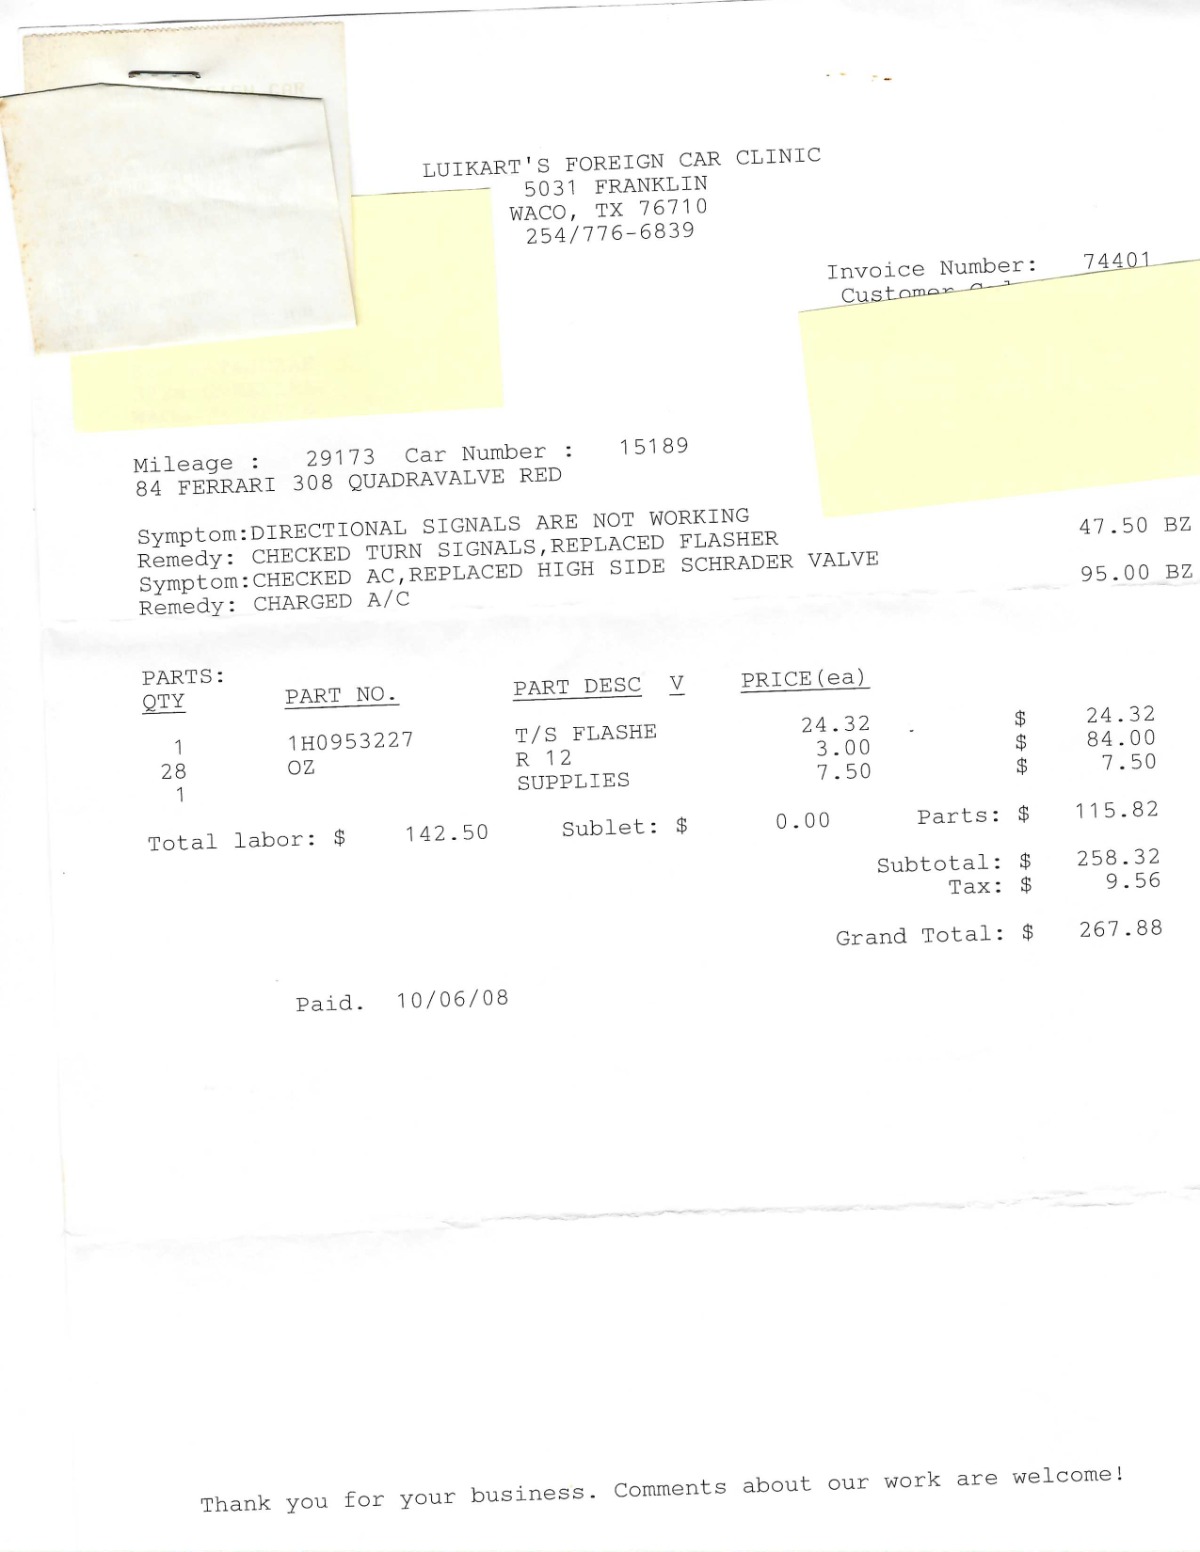 LUIKART'S FOREIGN CAR CLINIC
5031 FRANKLIN
WACO, TX 76710
254/776-6839
Invoice Number: 74401
Customer
Mileage : 29173 Car Number : 15189
84 FERRARI 308 QUADRAVALVE RED
Symptom:DIRECTIONAL SIGNALS ARE NOT WORKING
Remedy: CHECKED TURN SIGNALS,REPLACED FLASHER 47.50 BZ
Symptom:CHECKED AC,REPLACED HIGH SIDE SCHRADER VALVE
Remedy: CHARGED A/C 95.00 BZ
PARTS:
QTY PART NO. PART DESC V PRICE(ea)
1 1H0953227 T/S FLASHE 24.32 $ 24.32
28 OZ R 12 3.00 $ 84.00
1 SUPPLIES 7.50 $ 7.50
Total labor: $ 142.50 Sublet: $ 0.00 Parts: $ 115.82
Subtotal: $ 258.32
Tax: $ 9.56
Grand Total: $ 267.88
Paid. 10/06/08
Thank you for your business. Comments about our work are welcome!